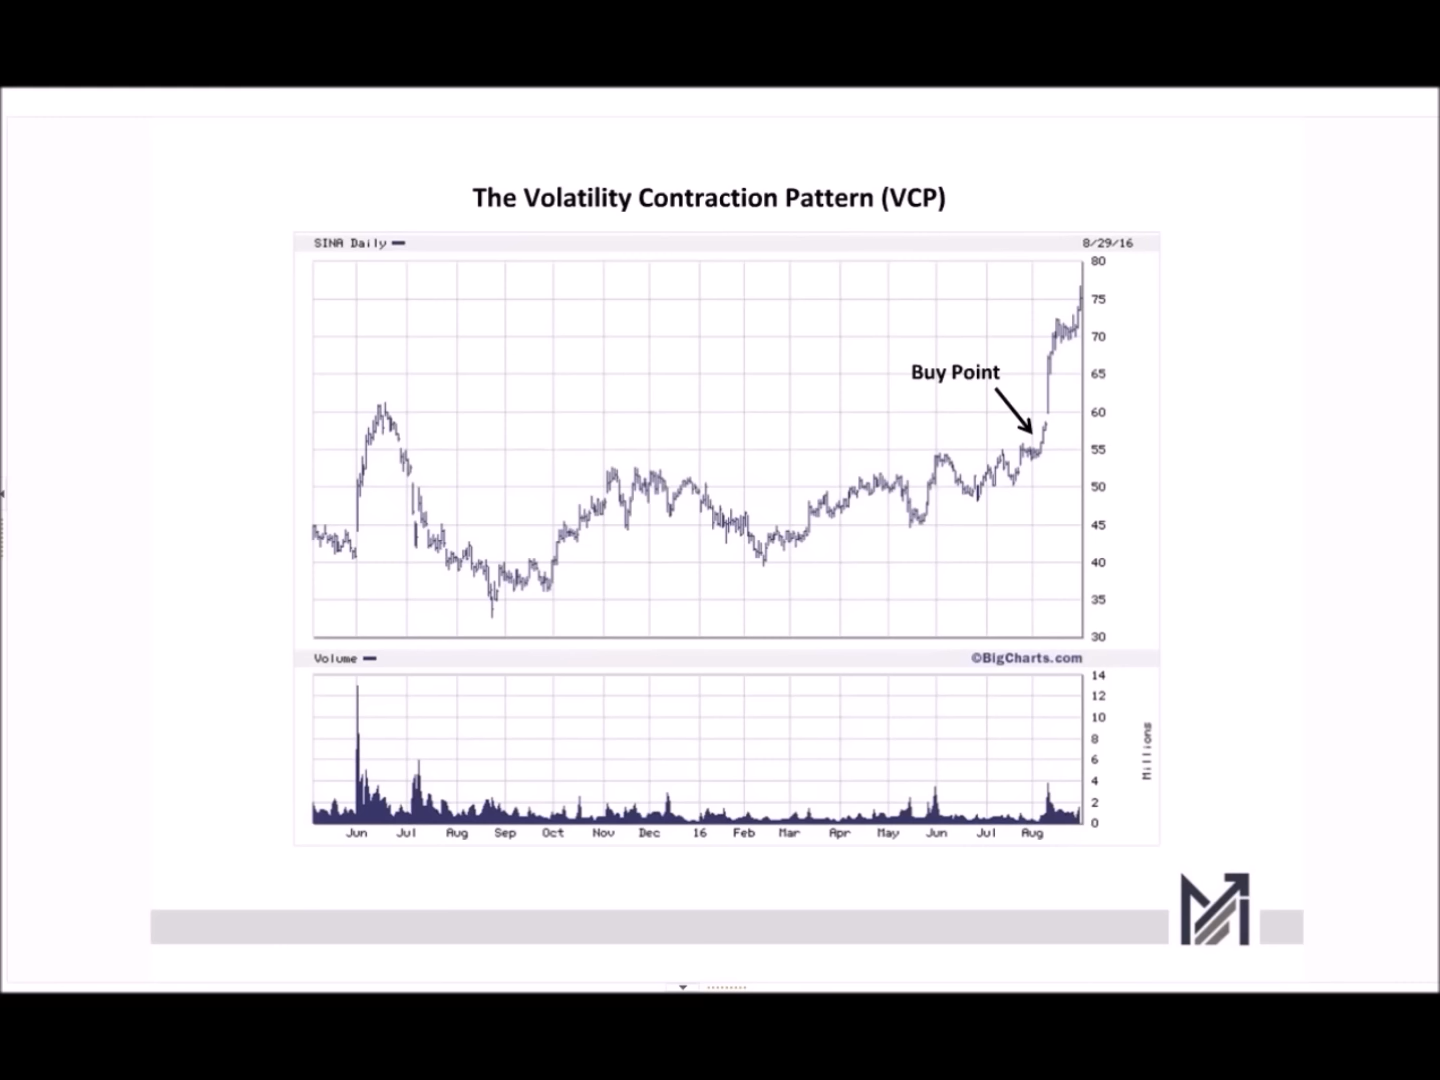 The Volatility Contraction Pattern (VCP)
SINA Daily
8/29/16
80
75
70
Buy Point
65
60
55
50
45
40
35
30
Volume
©BigCharts.com
14
12
10
8
6
4
2
0
Millions
Jun Jul Aug Sep Oct Nov Dec 16 Feb Mar Apr May Jun Jul Aug